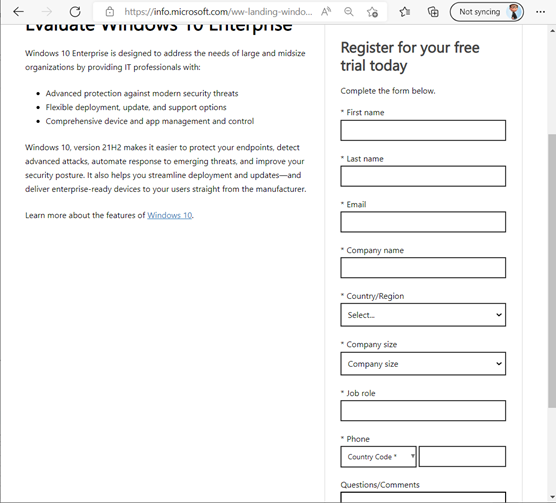 https://info.microsoft.com/ww-landing-windo...
Not syncing
Evaluate Windows 10 Enterprise
Windows 10 Enterprise is designed to address the needs of large and midsize
organizations by providing IT professionals with:
• Advanced protection against modern security threats
• Flexible deployment, update, and support options
• Comprehensive device and app management and control
Windows 10, version 21H2 makes it easier to protect your endpoints, detect
advanced attacks, automate response to emerging threats, and improve your
security posture. It also helps you streamline deployment and updates—and
deliver enterprise-ready devices to your users straight from the manufacturer.
Learn more about the features of Windows 10.
Register for your free
trial today
Complete the form below.
* First name
* Last name
* Email
* Company name
* Country/Region
Select...
* Company size
Company size
* Job role
* Phone
Country Code *
Questions/Comments